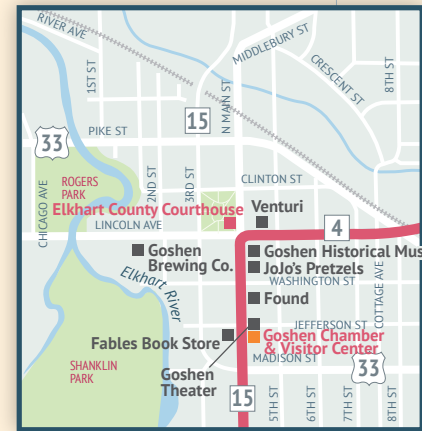 RIVER AVE
1ST ST
MIDDLEBURY ST
CRESCENT ST
8TH ST
N MAIN ST
15
33
PIKE ST
ROGERS
PARK
CHICAGO AVE
2ND ST
3RD ST
CLINTON ST
Elkhart County Courthouse
Venturi
LINCOLN AVE
4
Goshen
Brewing Co.
Goshen Historical Mus
JoJo's Pretzels
WASHINGTON ST
COTTAGE AVE
Elkhart
River
Found
JEFFERSON ST
Fables Book Store
Goshen Chamber
& Visitor Center
MADISON ST
33
SHANKLIN
PARK
Goshen
Theater
15
5TH ST
6TH ST
7TH ST
8TH ST